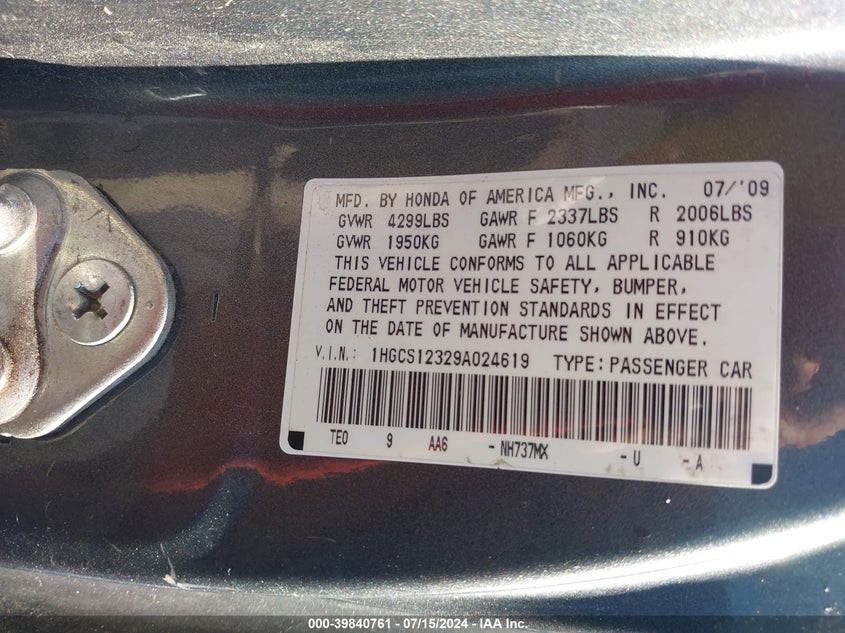 MFD. BY HONDA OF AMERICA MFG., INC. 07/'09
GVWR 4299LBS GAWR F 2337LBS R 2006LBS
GVWR 1950KG GAWR F 1060KG R 910KG
THIS VEHICLE CONFORMS TO ALL APPLICABLE
FEDERAL MOTOR VEHICLE SAFETY, BUMPER,
AND THEFT PREVENTION STANDARDS IN EFFECT
ON THE DATE OF MANUFACTURE SHOWN ABOVE.
V.I.N.: 1HGCS12329A024619 TYPE: PASSENGER CAR
TE0 9 AA6 - NH737MX - U - A
000-39840761 - 07/15/2024 - IAA Inc.